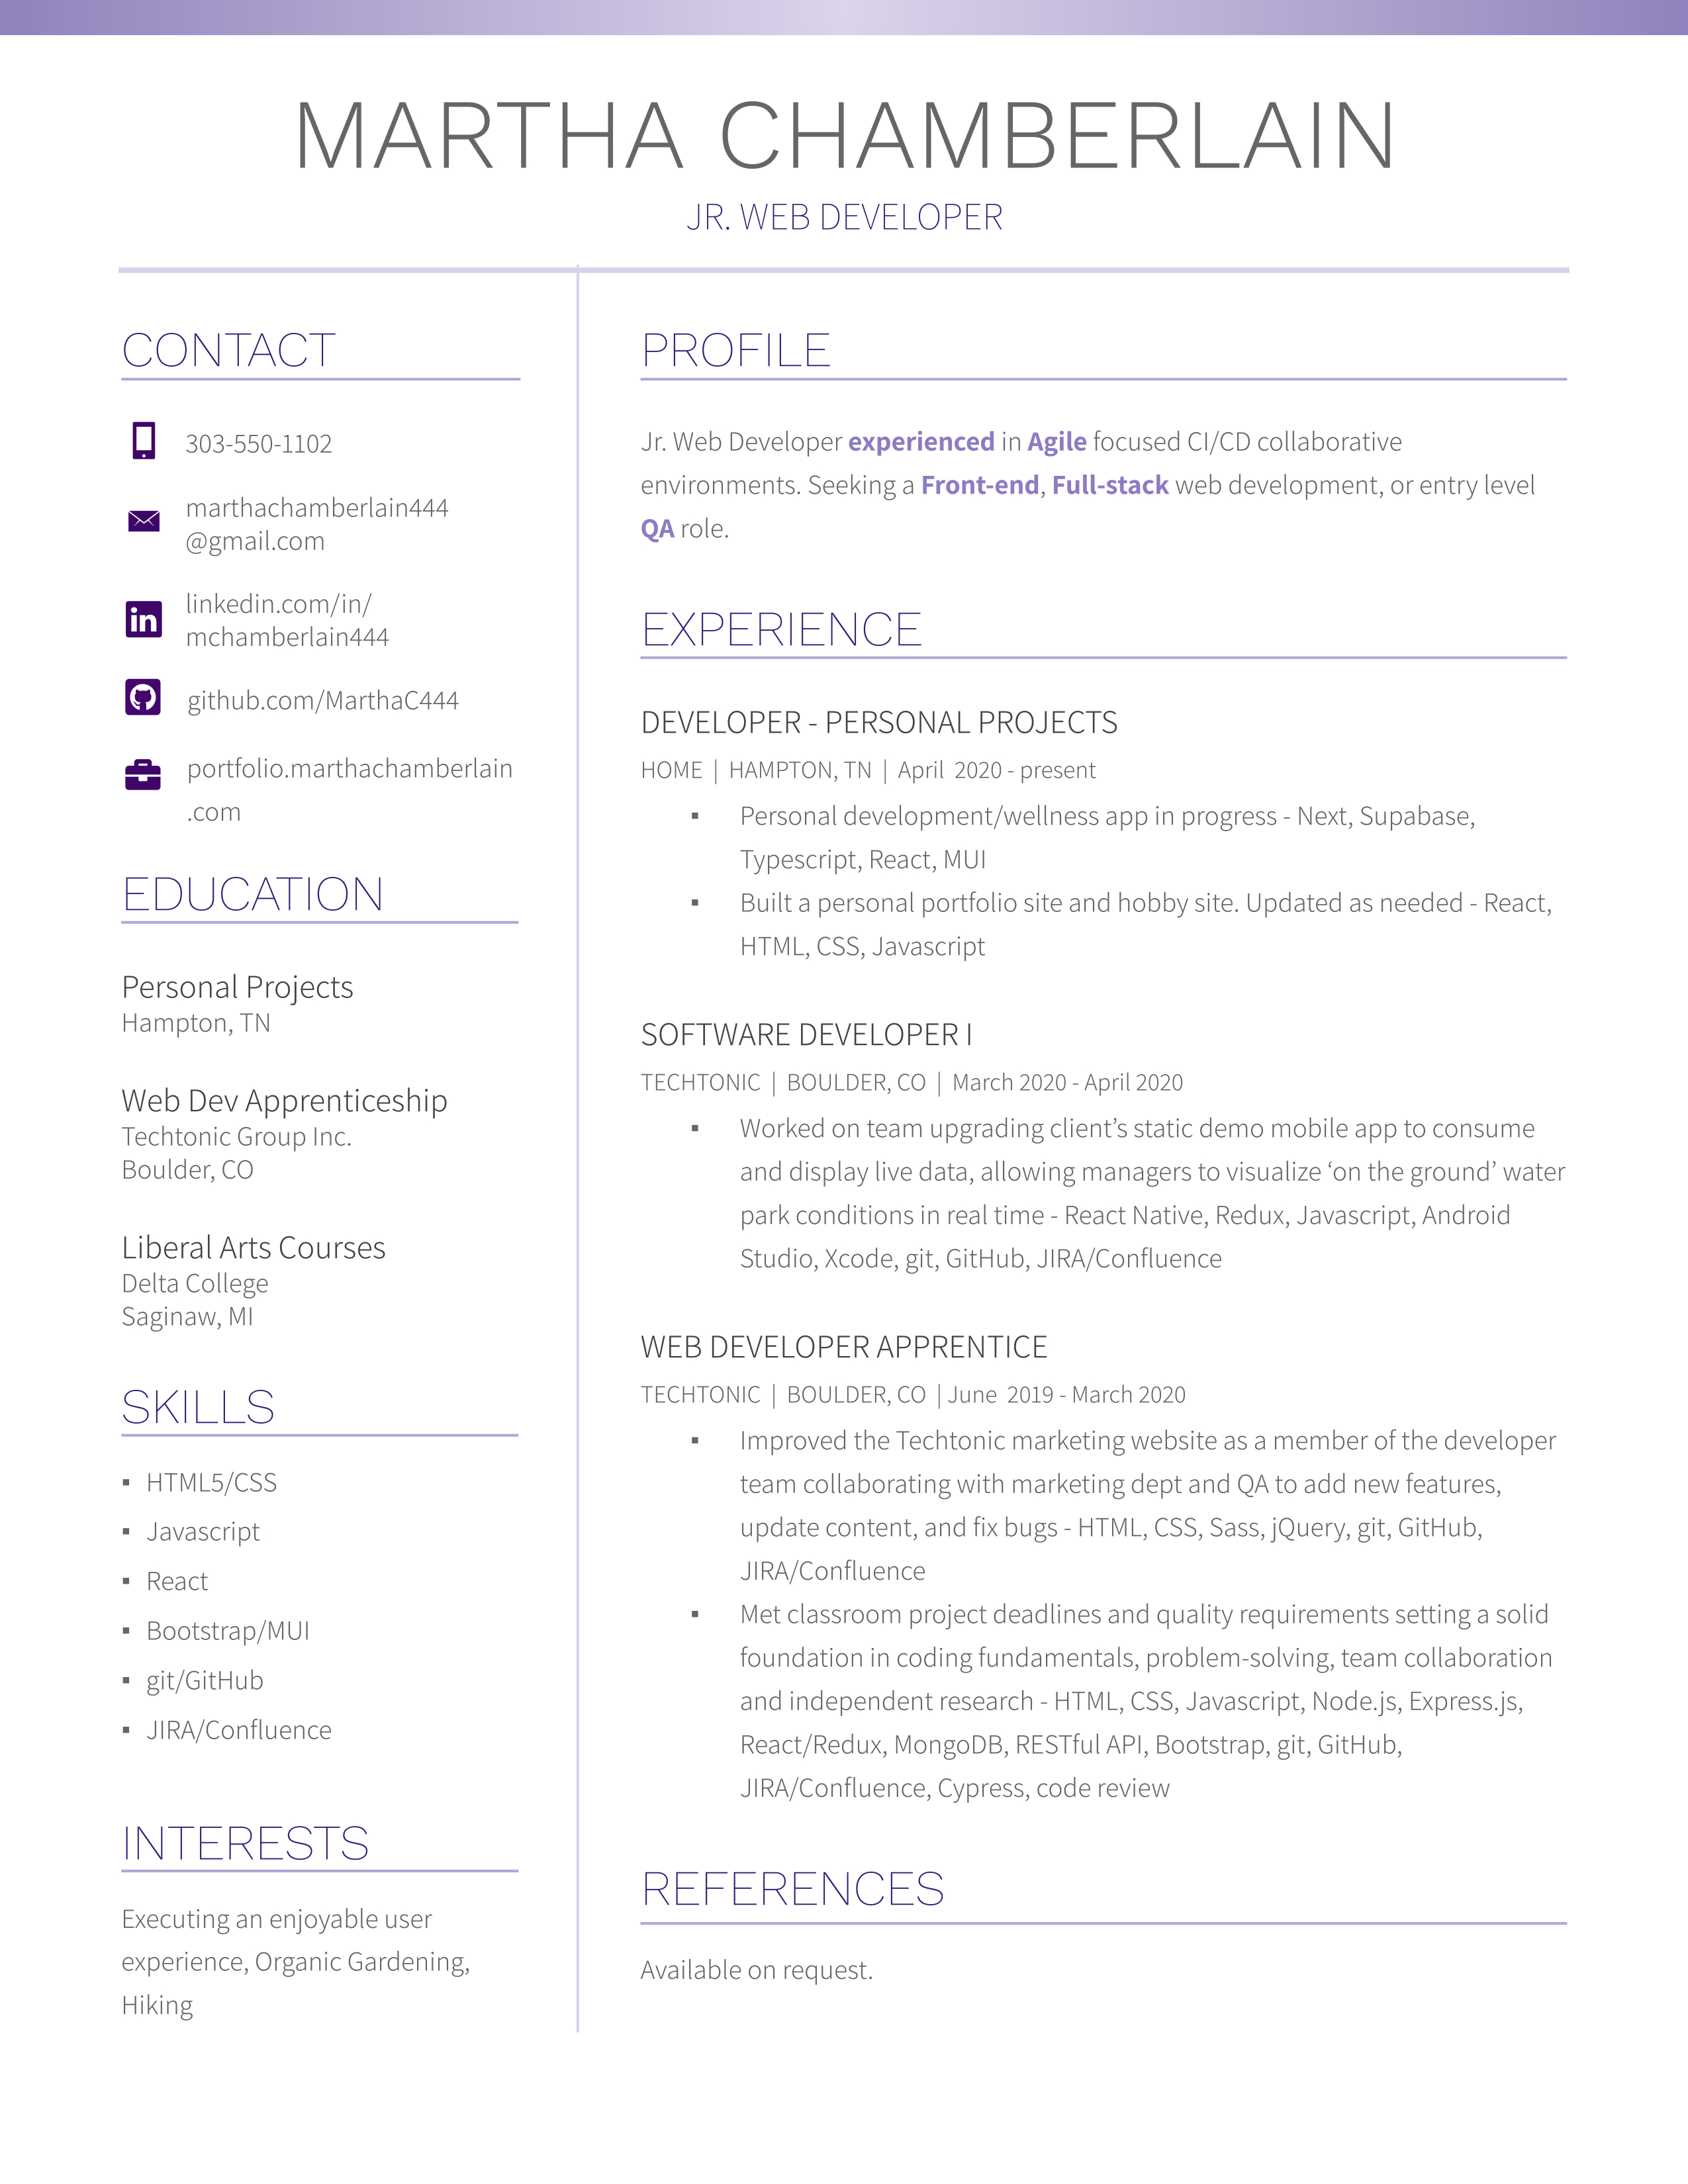 MARTHA CHAMBERLAIN
JR. WEB DEVELOPER
CONTACT
303-550-1102
marthachamberlain444
@gmail.com
linkedin.com/in/
mchamberlain444
github.com/MarthaC444
portfolio.marthachamberlain
.com
EDUCATION
Personal Projects
Hampton, TN
Web Dev Apprenticeship
Techtonic Group Inc.
Boulder, CO
Liberal Arts Courses
Delta College
Saginaw, MI
SKILLS
▪ HTML5/CSS
▪ Javascript
▪ React
▪ Bootstrap/MUI
▪ git/GitHub
▪ JIRA/Confluence
INTERESTS
Executing an enjoyable user
experience, Organic Gardening,
Hiking
PROFILE
Jr. Web Developer experienced in Agile focused CI/CD collaborative
environments. Seeking a Front-end, Full-stack web development, or entry level
QA role.
EXPERIENCE
DEVELOPER - PERSONAL PROJECTS
HOME | HAMPTON, TN | April 2020 - present
▪ Personal development/wellness app in progress - Next, Supabase,
Typescript, React, MUI
▪ Built a personal portfolio site and hobby site. Updated as needed - React,
HTML, CSS, Javascript
SOFTWARE DEVELOPER I
TECHTONIC | BOULDER, CO | March 2020 - April 2020
▪ Worked on team upgrading client’s static demo mobile app to consume
and display live data, allowing managers to visualize ‘on the ground’ water
park conditions in real time - React Native, Redux, Javascript, Android
Studio, Xcode, git, GitHub, JIRA/Confluence
WEB DEVELOPER APPRENTICE
TECHTONIC | BOULDER, CO | June 2019 - March 2020
▪ Improved the Techtonic marketing website as a member of the developer
team collaborating with marketing dept and QA to add new features,
update content, and fix bugs - HTML, CSS, Sass, jQuery, git, GitHub,
JIRA/Confluence
▪ Met classroom project deadlines and quality requirements setting a solid
foundation in coding fundamentals, problem-solving, team collaboration
and independent research - HTML, CSS, Javascript, Node.js, Express.js,
React/Redux, MongoDB, RESTful API, Bootstrap, git, GitHub,
JIRA/Confluence, Cypress, code review
REFERENCES
Available on request.